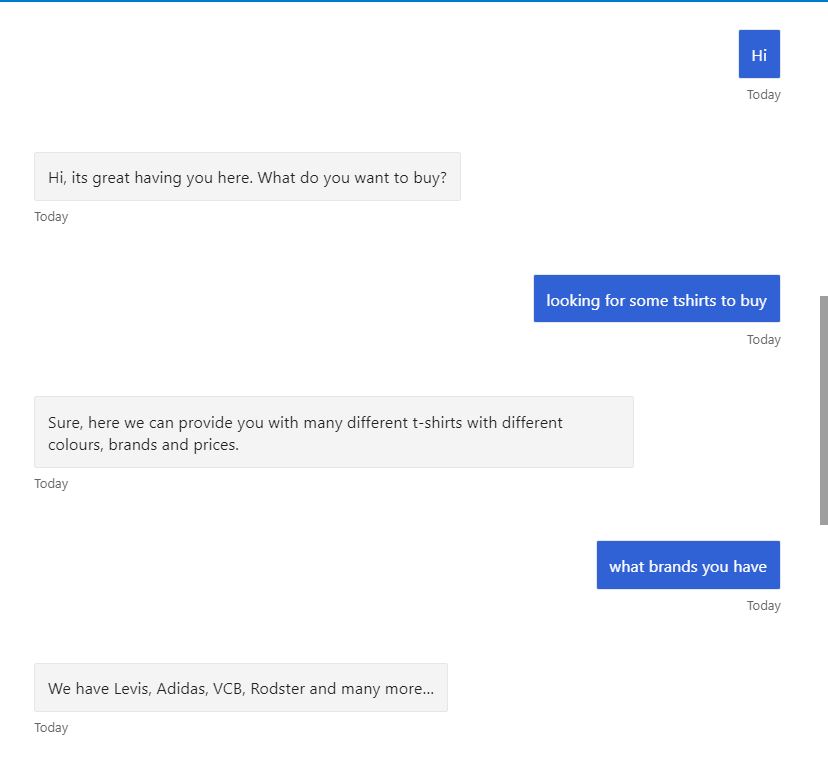 Hi
Today
Hi, its great having you here. What do you want to buy?
Today
looking for some tshirts to buy
Today
Sure, here we can provide you with many different t-shirts with different
colours, brands and prices.
Today
what brands you have
Today
We have Levis, Adidas, VCB, Rodster and many more...
Today